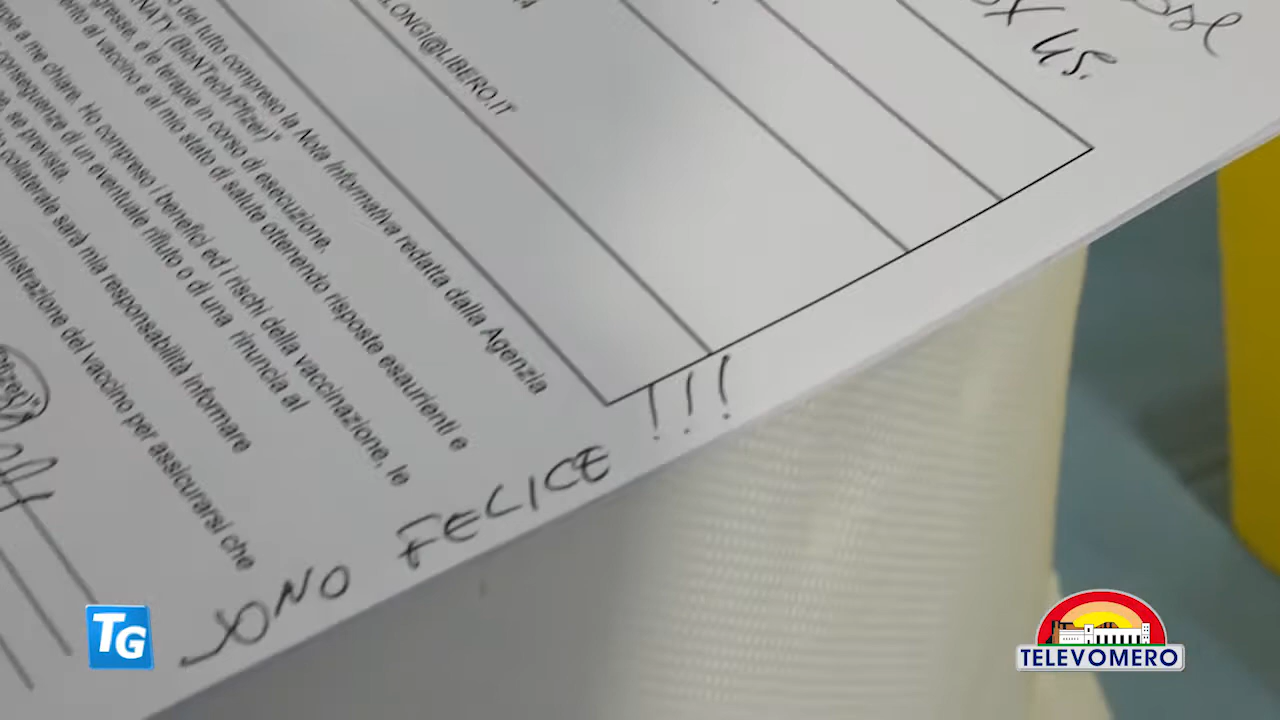 LONGI@LIBERO.IT
del tutto compreso la Nota Informativa redatta dalla Agenzia
NATY (BioNTech/Pfizer)"
gresse, e le terapie in corso di esecuzione.
al vaccino e al mio stato di salute ottenendo risposte esaurienti e
a me chiare. Ho compreso i benefici ed i rischi della vaccinazione, le
conseguenze di un eventuale rifiuto o di una rinuncia al
se prevista.
collaterale sarà mia responsabilità informare
ministrazione del vaccino per assicurarsi che
SONO FELICE !!!
TG
TELEVOMERO